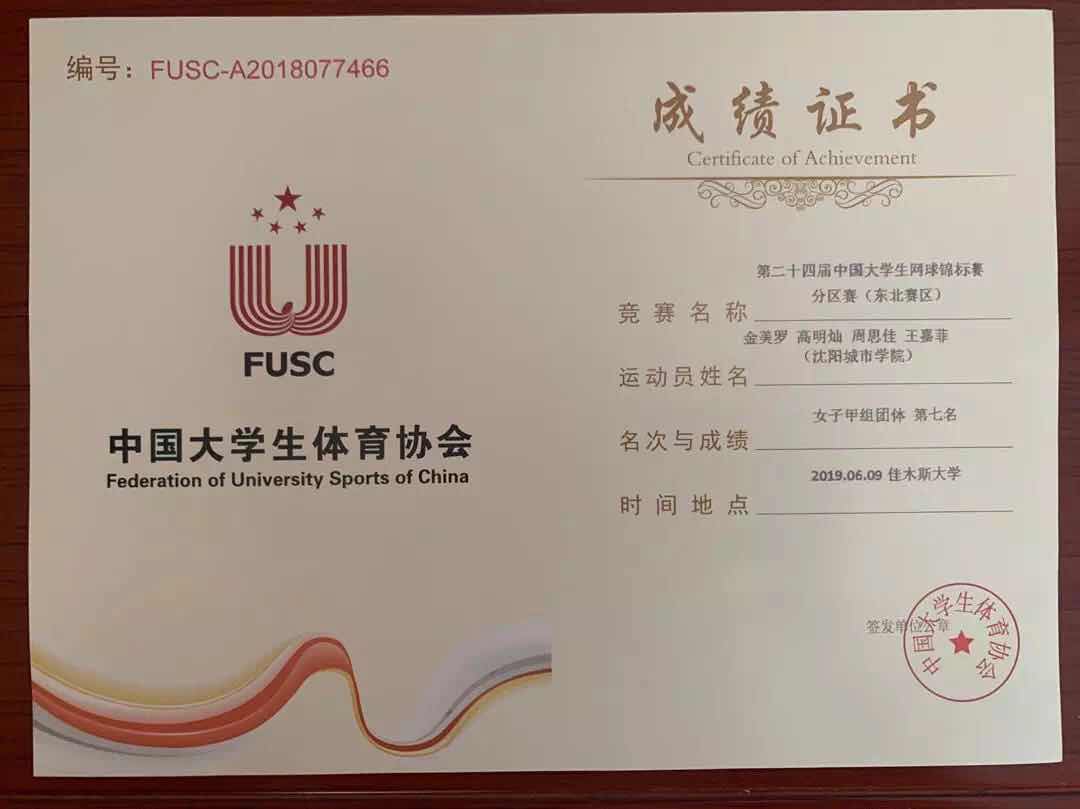 编号：FUSC-A2018077466
FUSC
中国大学生体育协会
Federation of University Sports of China
成绩证书
Certificate of Achievement
第二十四届中国大学生网球锦标赛
分区赛（东北赛区）
竞赛名称
金美罗 高明灿 周思佳 王嘉菲
（沈阳城市学院）
运动员姓名
女子甲组团体 第七名
名次与成绩
2019.06.09 佳木斯大学
时间地点
签发单位公章
中国大学生体育协会